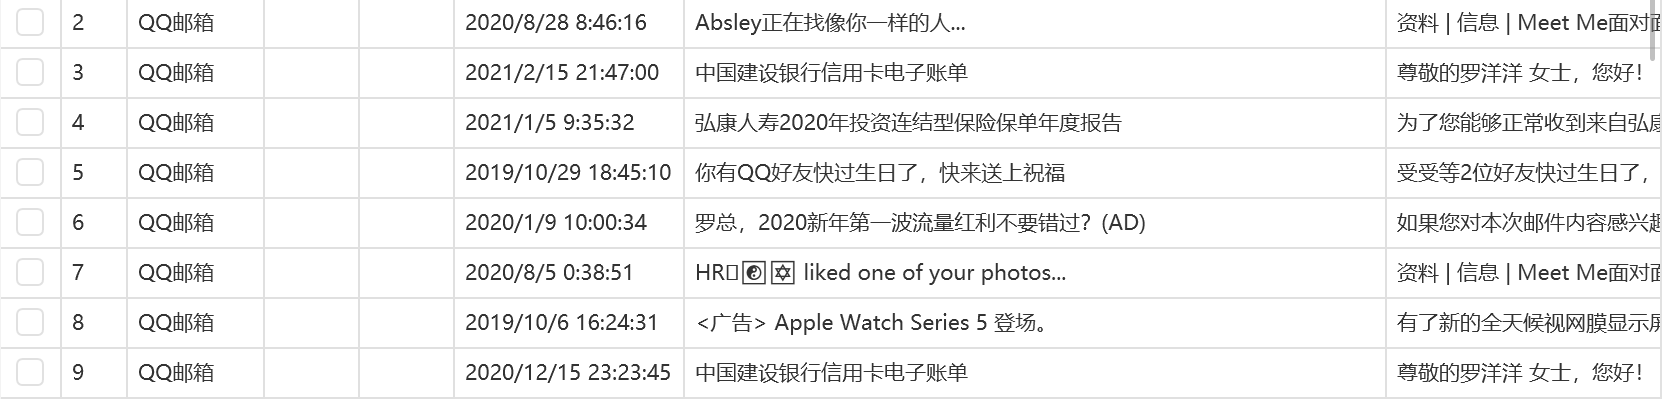 2 QQ邮箱 2020/8/28 8:46:16 Absley正在找像你一样的人... 资料 | 信息 | Meet Me面对面
3 QQ邮箱 2021/2/15 21:47:00 中国建设银行信用卡电子账单 尊敬的罗洋洋 女士，您好！
4 QQ邮箱 2021/1/5 9:35:32 弘康人寿2020年投资连结型保险保单年度报告 为了您能够正常收到来自弘康
5 QQ邮箱 2019/10/29 18:45:10 你有QQ好友快过生日了，快来送上祝福 受受等2位好友快过生日了，
6 QQ邮箱 2020/1/9 10:00:34 罗总，2020新年第一波流量红利不要错过？(AD) 如果您对本次邮件内容感兴趣
7 QQ邮箱 2020/8/5 0:38:51 HR▯☯✡ liked one of your photos... 资料 | 信息 | Meet Me面对面
8 QQ邮箱 2019/10/6 16:24:31 <广告> Apple Watch Series 5 登场。 有了新的全天候视网膜显示屏
9 QQ邮箱 2020/12/15 23:23:45 中国建设银行信用卡电子账单 尊敬的罗洋洋 女士，您好！